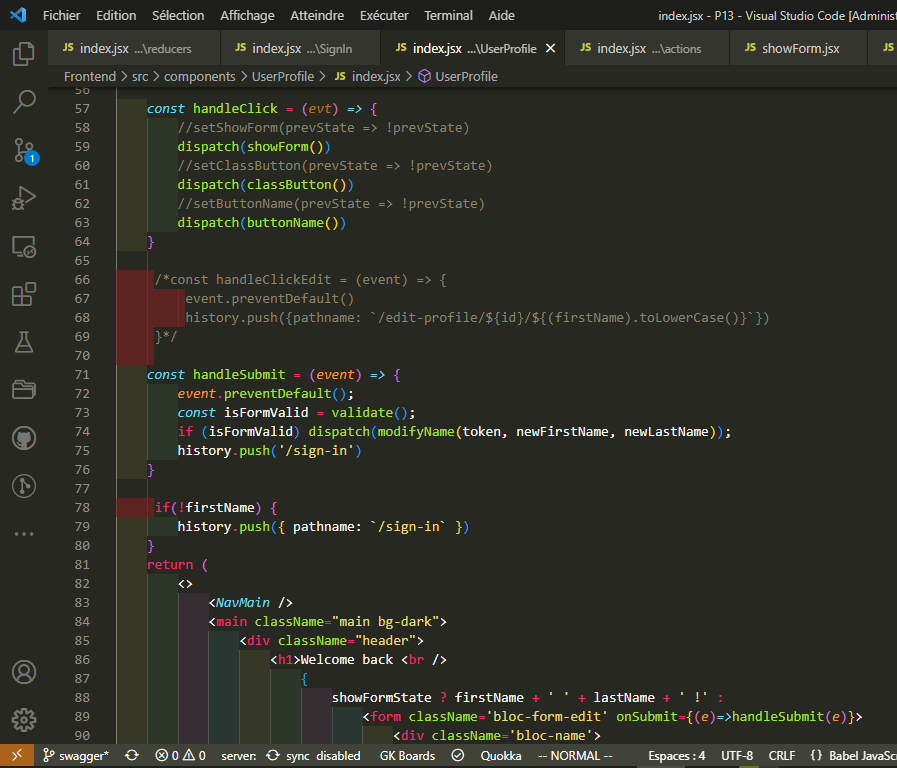 Fichier Edition Sélection Affichage Atteindre Exécuter Terminal Aide index.jsx - P13 - Visual Studio Code [Adminis
JS index.jsx ...\reducers JS index.jsx ...\SignIn JS index.jsx ...\UserProfile JS index.jsx ...\actions JS showForm.jsx JS
Frontend > src > components > UserProfile > JS index.jsx > UserProfile
56
57 const handleClick = (evt) => {
58 //setShowForm(prevState => !prevState)
59 dispatch(showForm())
60 //setClassButton(prevState => !prevState)
61 dispatch(classButton())
62 //setButtonName(prevState => !prevState)
63 dispatch(buttonName())
64 }
65
66 /*const handleClickEdit = (event) => {
67 event.preventDefault()
68 history.push({pathname: `/edit-profile/${id}/${(firstName).toLowerCase()}`})
69 }*/
70
71 const handleSubmit = (event) => {
72 event.preventDefault();
73 const isFormValid = validate();
74 if (isFormValid) dispatch(modifyName(token, newFirstName, newLastName));
75 history.push('/sign-in')
76 }
77
78 if(!firstName) {
79 history.push({ pathname: `/sign-in` })
80 }
81 return (
82 <>
83 <NavMain />
84 <main className="main bg-dark">
85 <div className="header">
86 <h1>Welcome back <br />
87 {
88 showFormState ? firstName + ' ' + lastName + ' !' :
89 <form className='bloc-form-edit' onSubmit={(e)=>handleSubmit(e)}>
90 <div className='bloc-name'>
1
swagger* 0 0 server: sync disabled GK Boards Quokka -- NORMAL -- Espaces : 4 UTF-8 CRLF {} Babel JavaSc